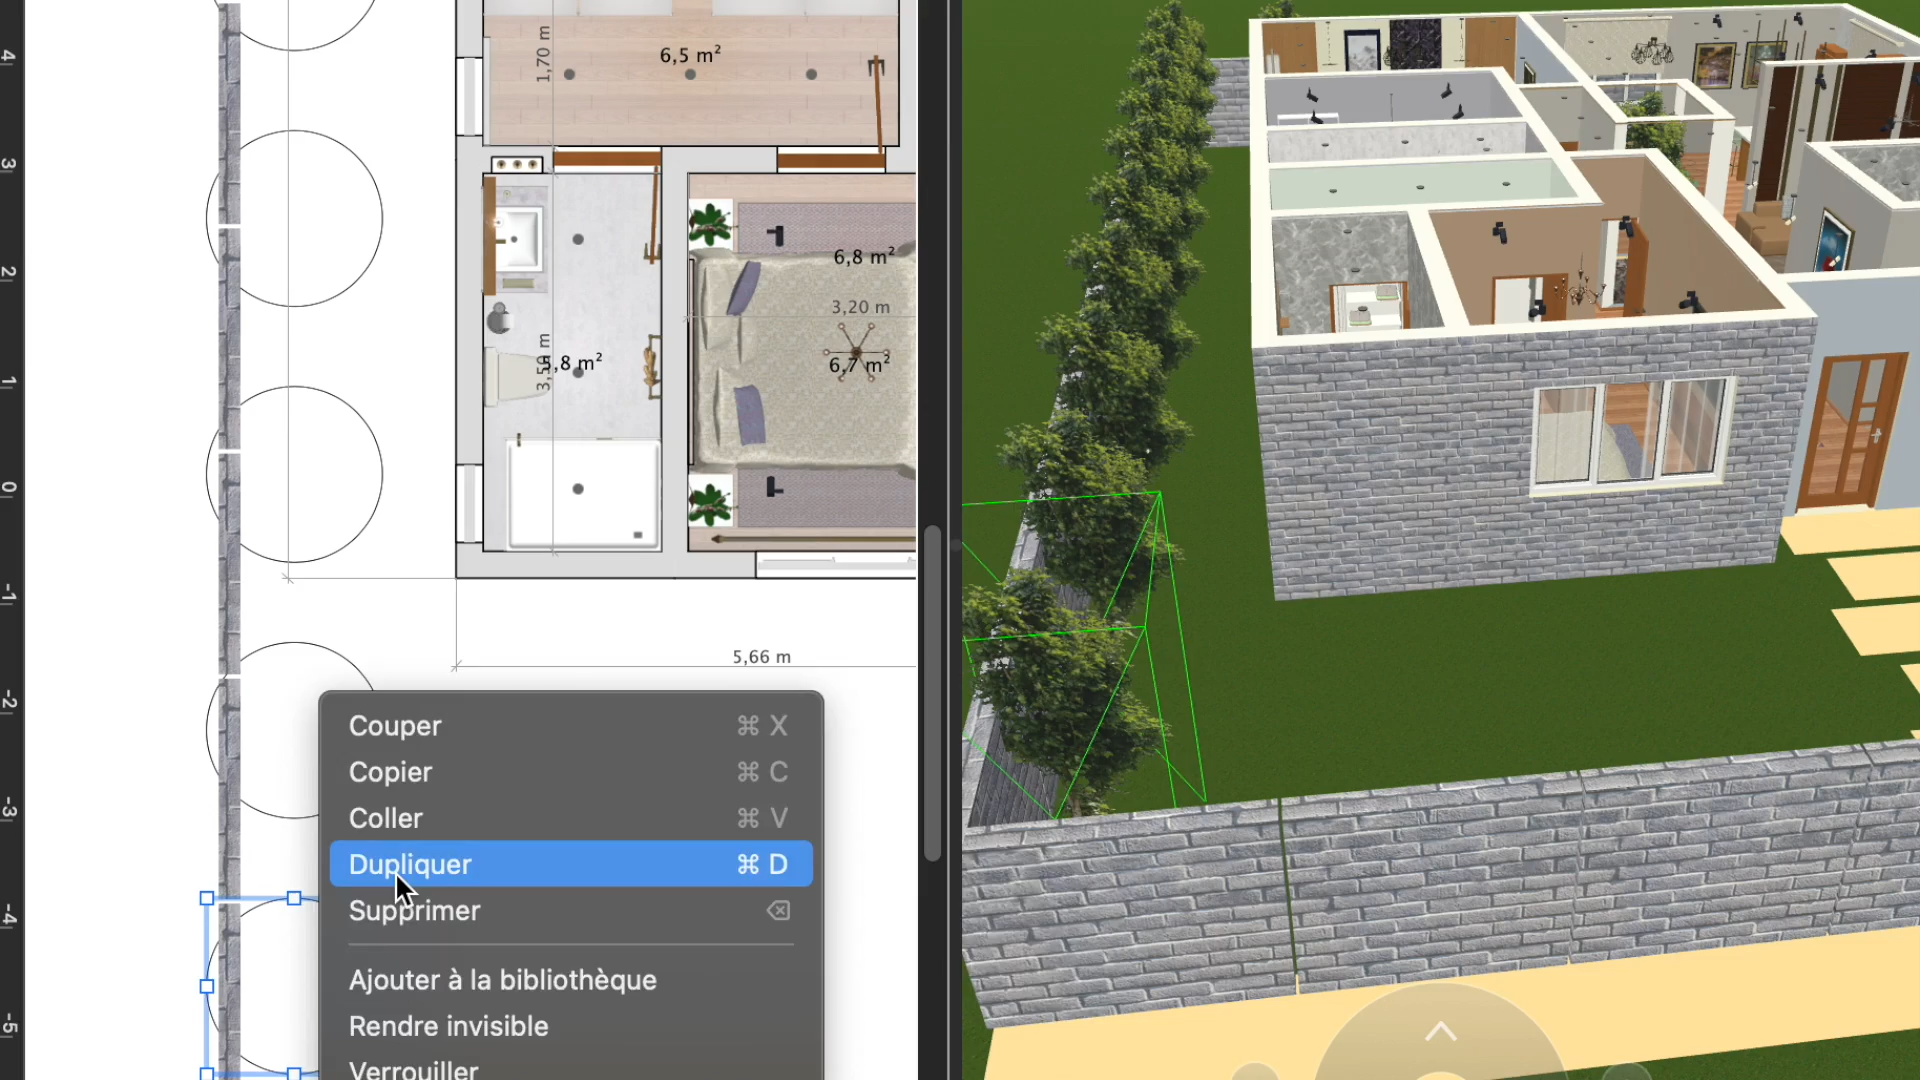 4
3
2
1
0
-1
-2
-3
-4
-5
1,70 m
6,5 m²
6,8 m²
3,20 m
5,8 m²
6,7 m²
5,66 m
Couper ⌘ X
Copier ⌘ C
Coller ⌘ V
Dupliquer ⌘ D
Supprimer
Ajouter à la bibliothèque
Rendre invisible
Verrouiller